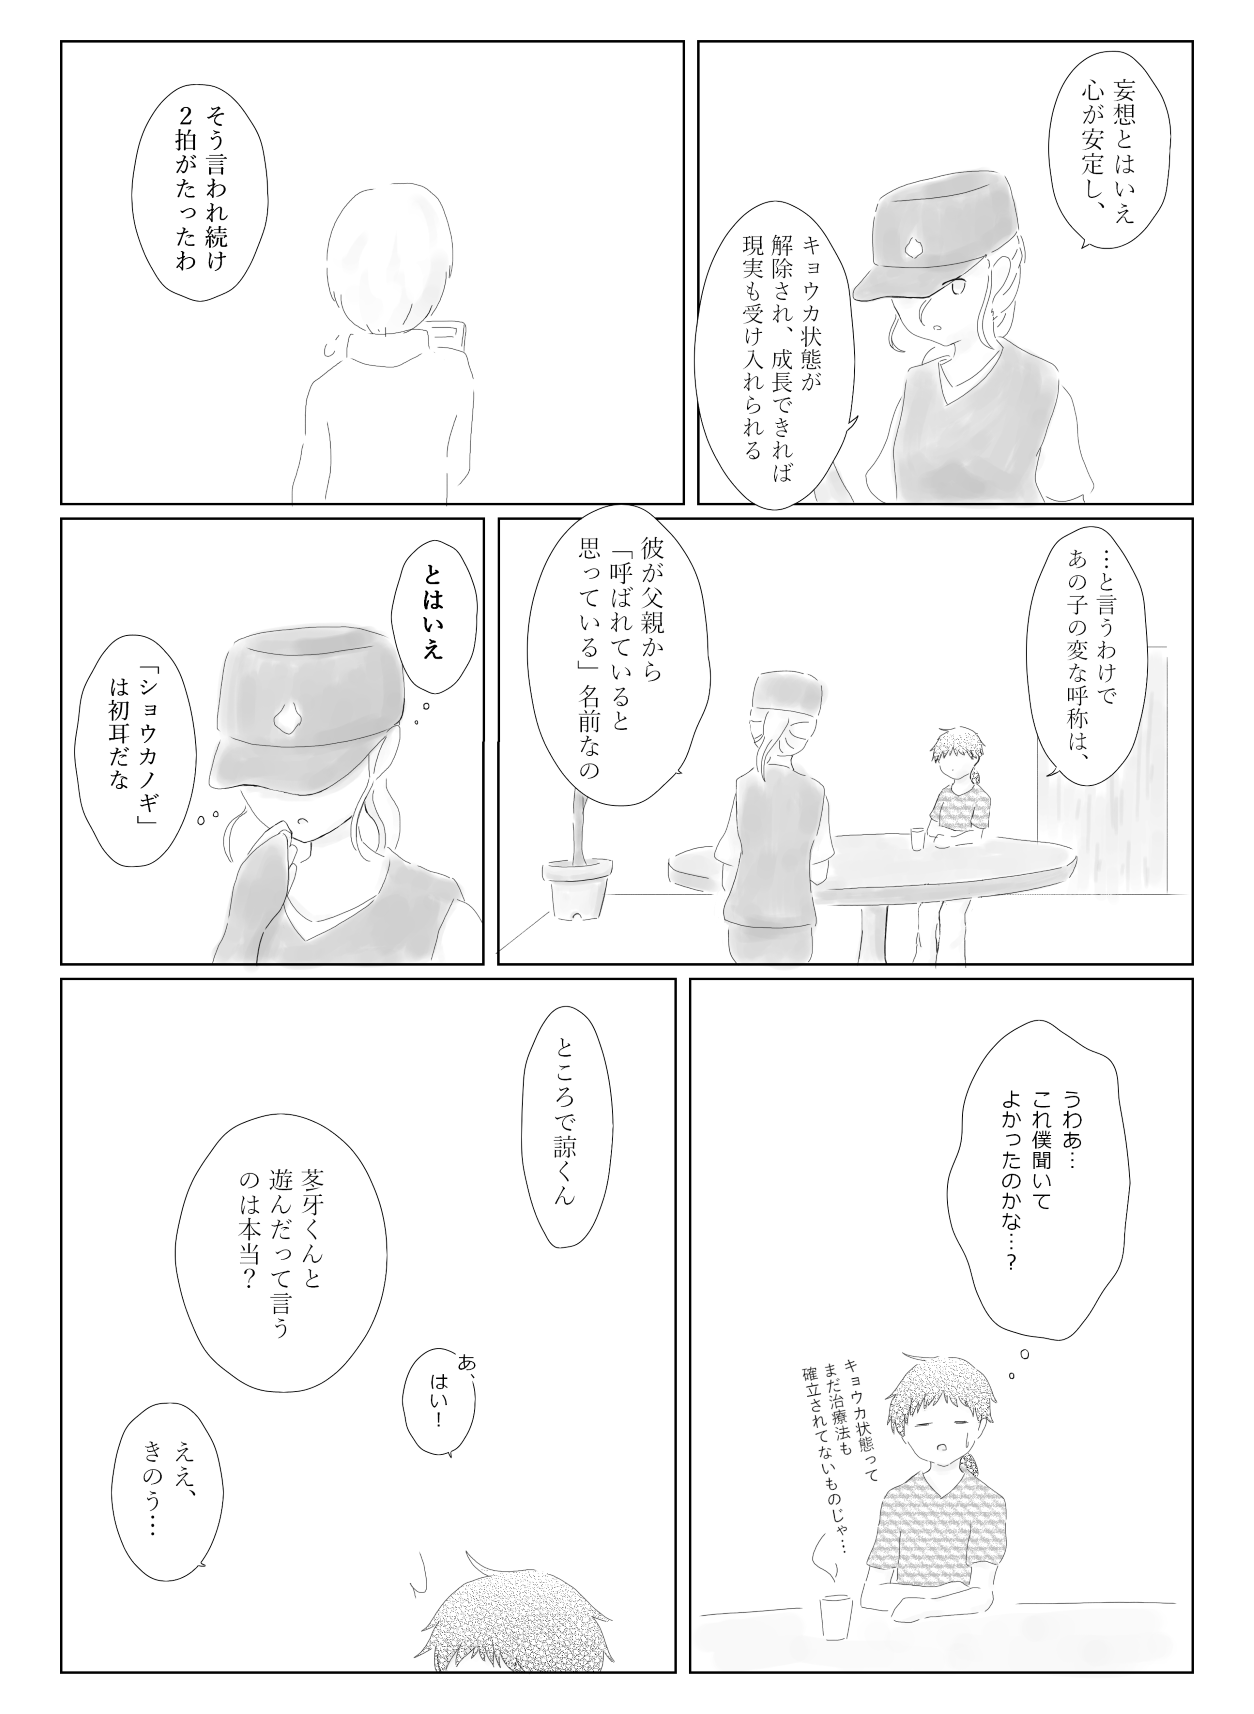 妄想とはいえ
心が安定し、
キョウカ状態が
解除され、成長できれば
現実も受け入れられる
そう言われ続け
2拍がたったわ
…と言うわけで
あの子の変な呼称は、
彼が父親から
「呼ばれていると
思っている」名前なの
とはいえ
「ショウカノギ」
は初耳だな
うわあ…
これ僕聞いて
よかったのかな…?
キョウカ状態って
まだ治療法も
確立されてないものじゃ…
ところで諒くん
苳牙くんと
遊んだって言う
のは本当?
あ、
はい!
ええ、
きのう…